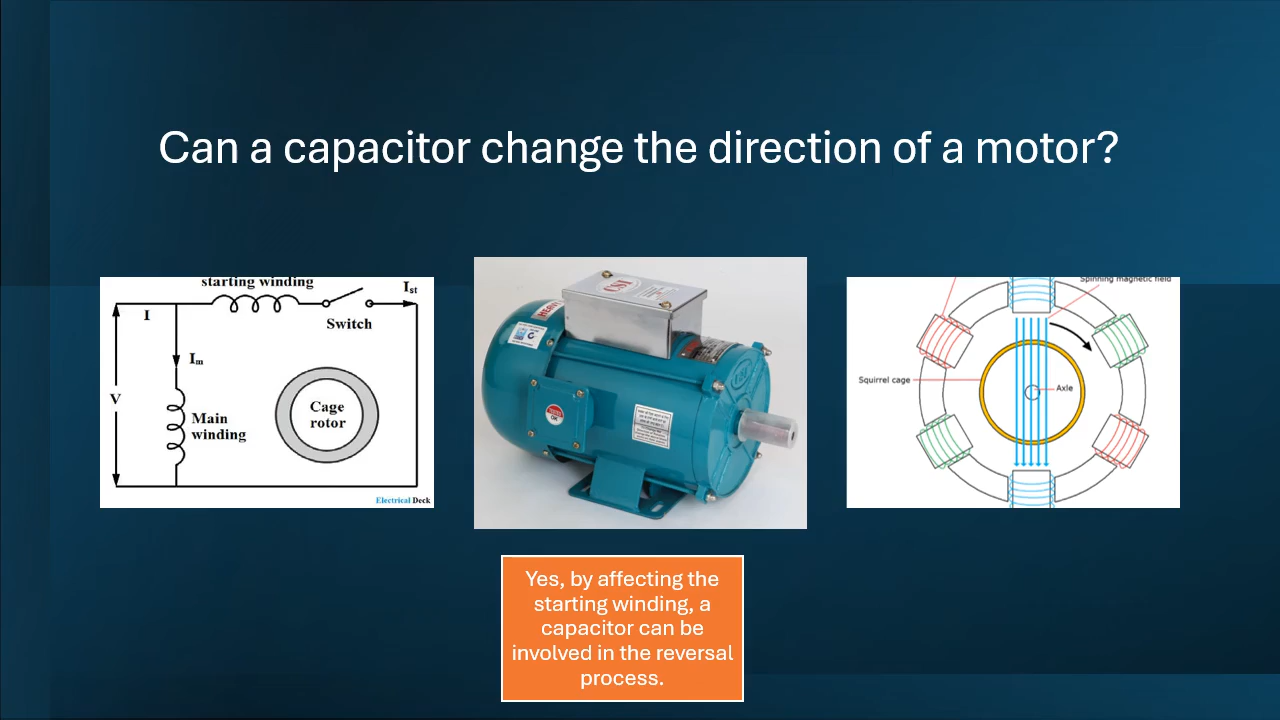 Can a capacitor change the direction of a motor?
starting winding
I
Ist
Switch
Im
V
Main
winding
Cage
rotor
Electrical Deck
CSI
HEAVY
Spinning magnetic field
Squirrel cage
Axle
Yes, by affecting the
starting winding, a
capacitor can be
involved in the reversal
process.